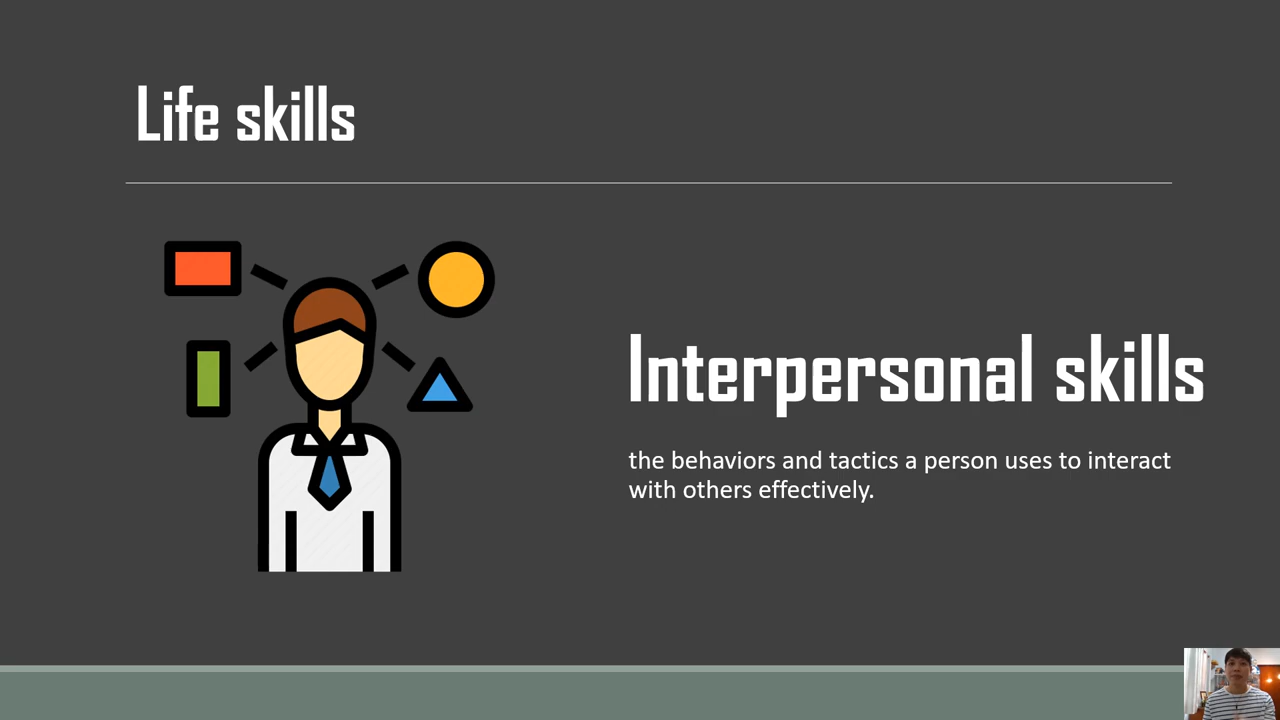 Life skills
Interpersonal skills
the behaviors and tactics a person uses to interact
with others effectively.